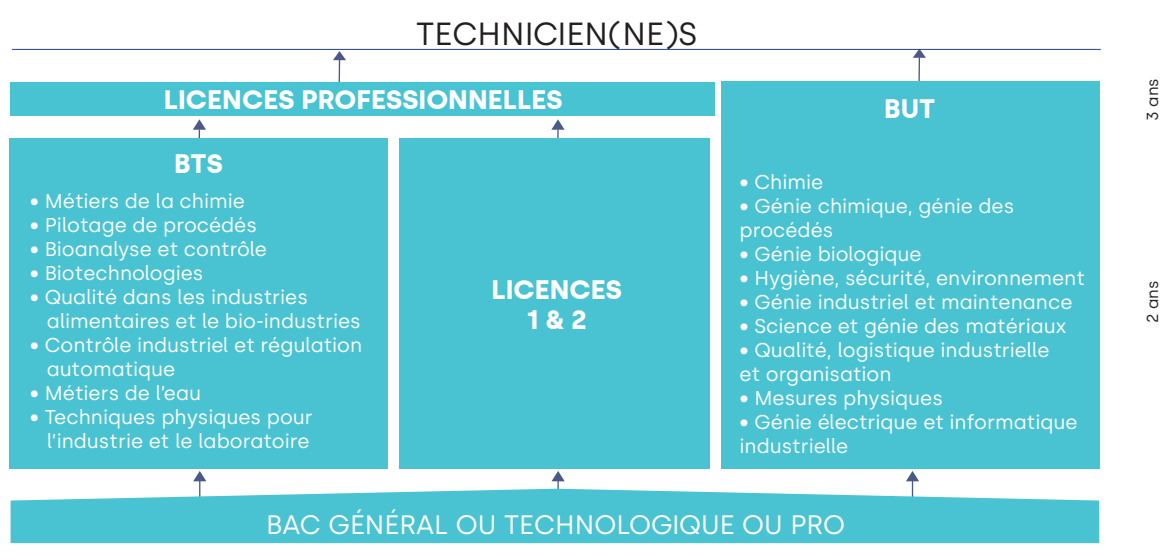 TECHNICIEN(NE)S
LICENCES PROFESSIONNELLES
BTS
• Métiers de la chimie
• Pilotage de procédés
• Bioanalyse et contrôle
• Biotechnologies
• Qualité dans les industries
alimentaires et le bio-industries
• Contrôle industriel et régulation
automatique
• Métiers de l’eau
• Techniques physiques pour
l’industrie et le laboratoire
LICENCES
1 & 2
BUT
• Chimie
• Génie chimique, génie des
procédés
• Génie biologique
• Hygiène, sécurité, environnement
• Génie industriel et maintenance
• Science et génie des matériaux
• Qualité, logistique industrielle
et organisation
• Mesures physiques
• Génie électrique et informatique
industrielle
3 ans
2 ans
BAC GÉNÉRAL OU TECHNOLOGIQUE OU PRO